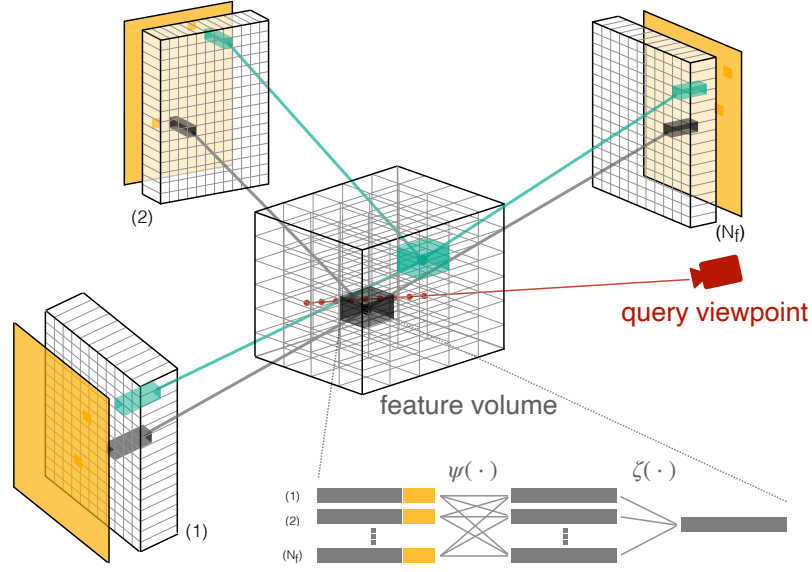 (2)
(N_f)
query viewpoint
feature volume
(1)
ψ( · )
ζ( · )
(1)
(2)
(N_f)